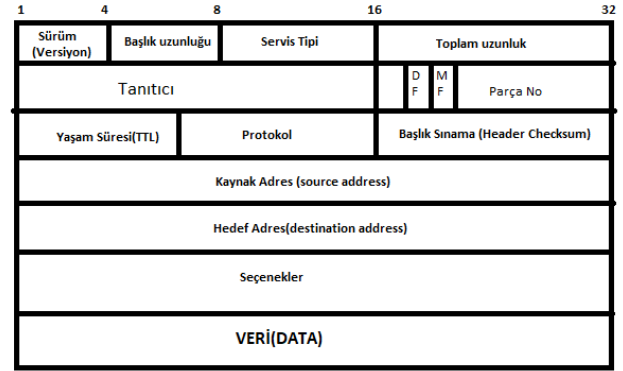 1 4 8 16 32
Sürüm
(Versiyon)
Başlık uzunluğu
Servis Tipi
Toplam uzunluk
Tanıtıcı
D
F
M
F
Parça No
Yaşam Süresi(TTL)
Protokol
Başlık Sınama (Header Checksum)
Kaynak Adres (source address)
Hedef Adres(destination address)
Seçenekler
VERİ(DATA)